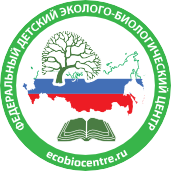 ФЕДЕРАЛЬНЫЙ ДЕТСКИЙ ЭКОЛОГО-БИОЛОГИЧЕСКИЙ ЦЕНТР
ecobiocentre.ru